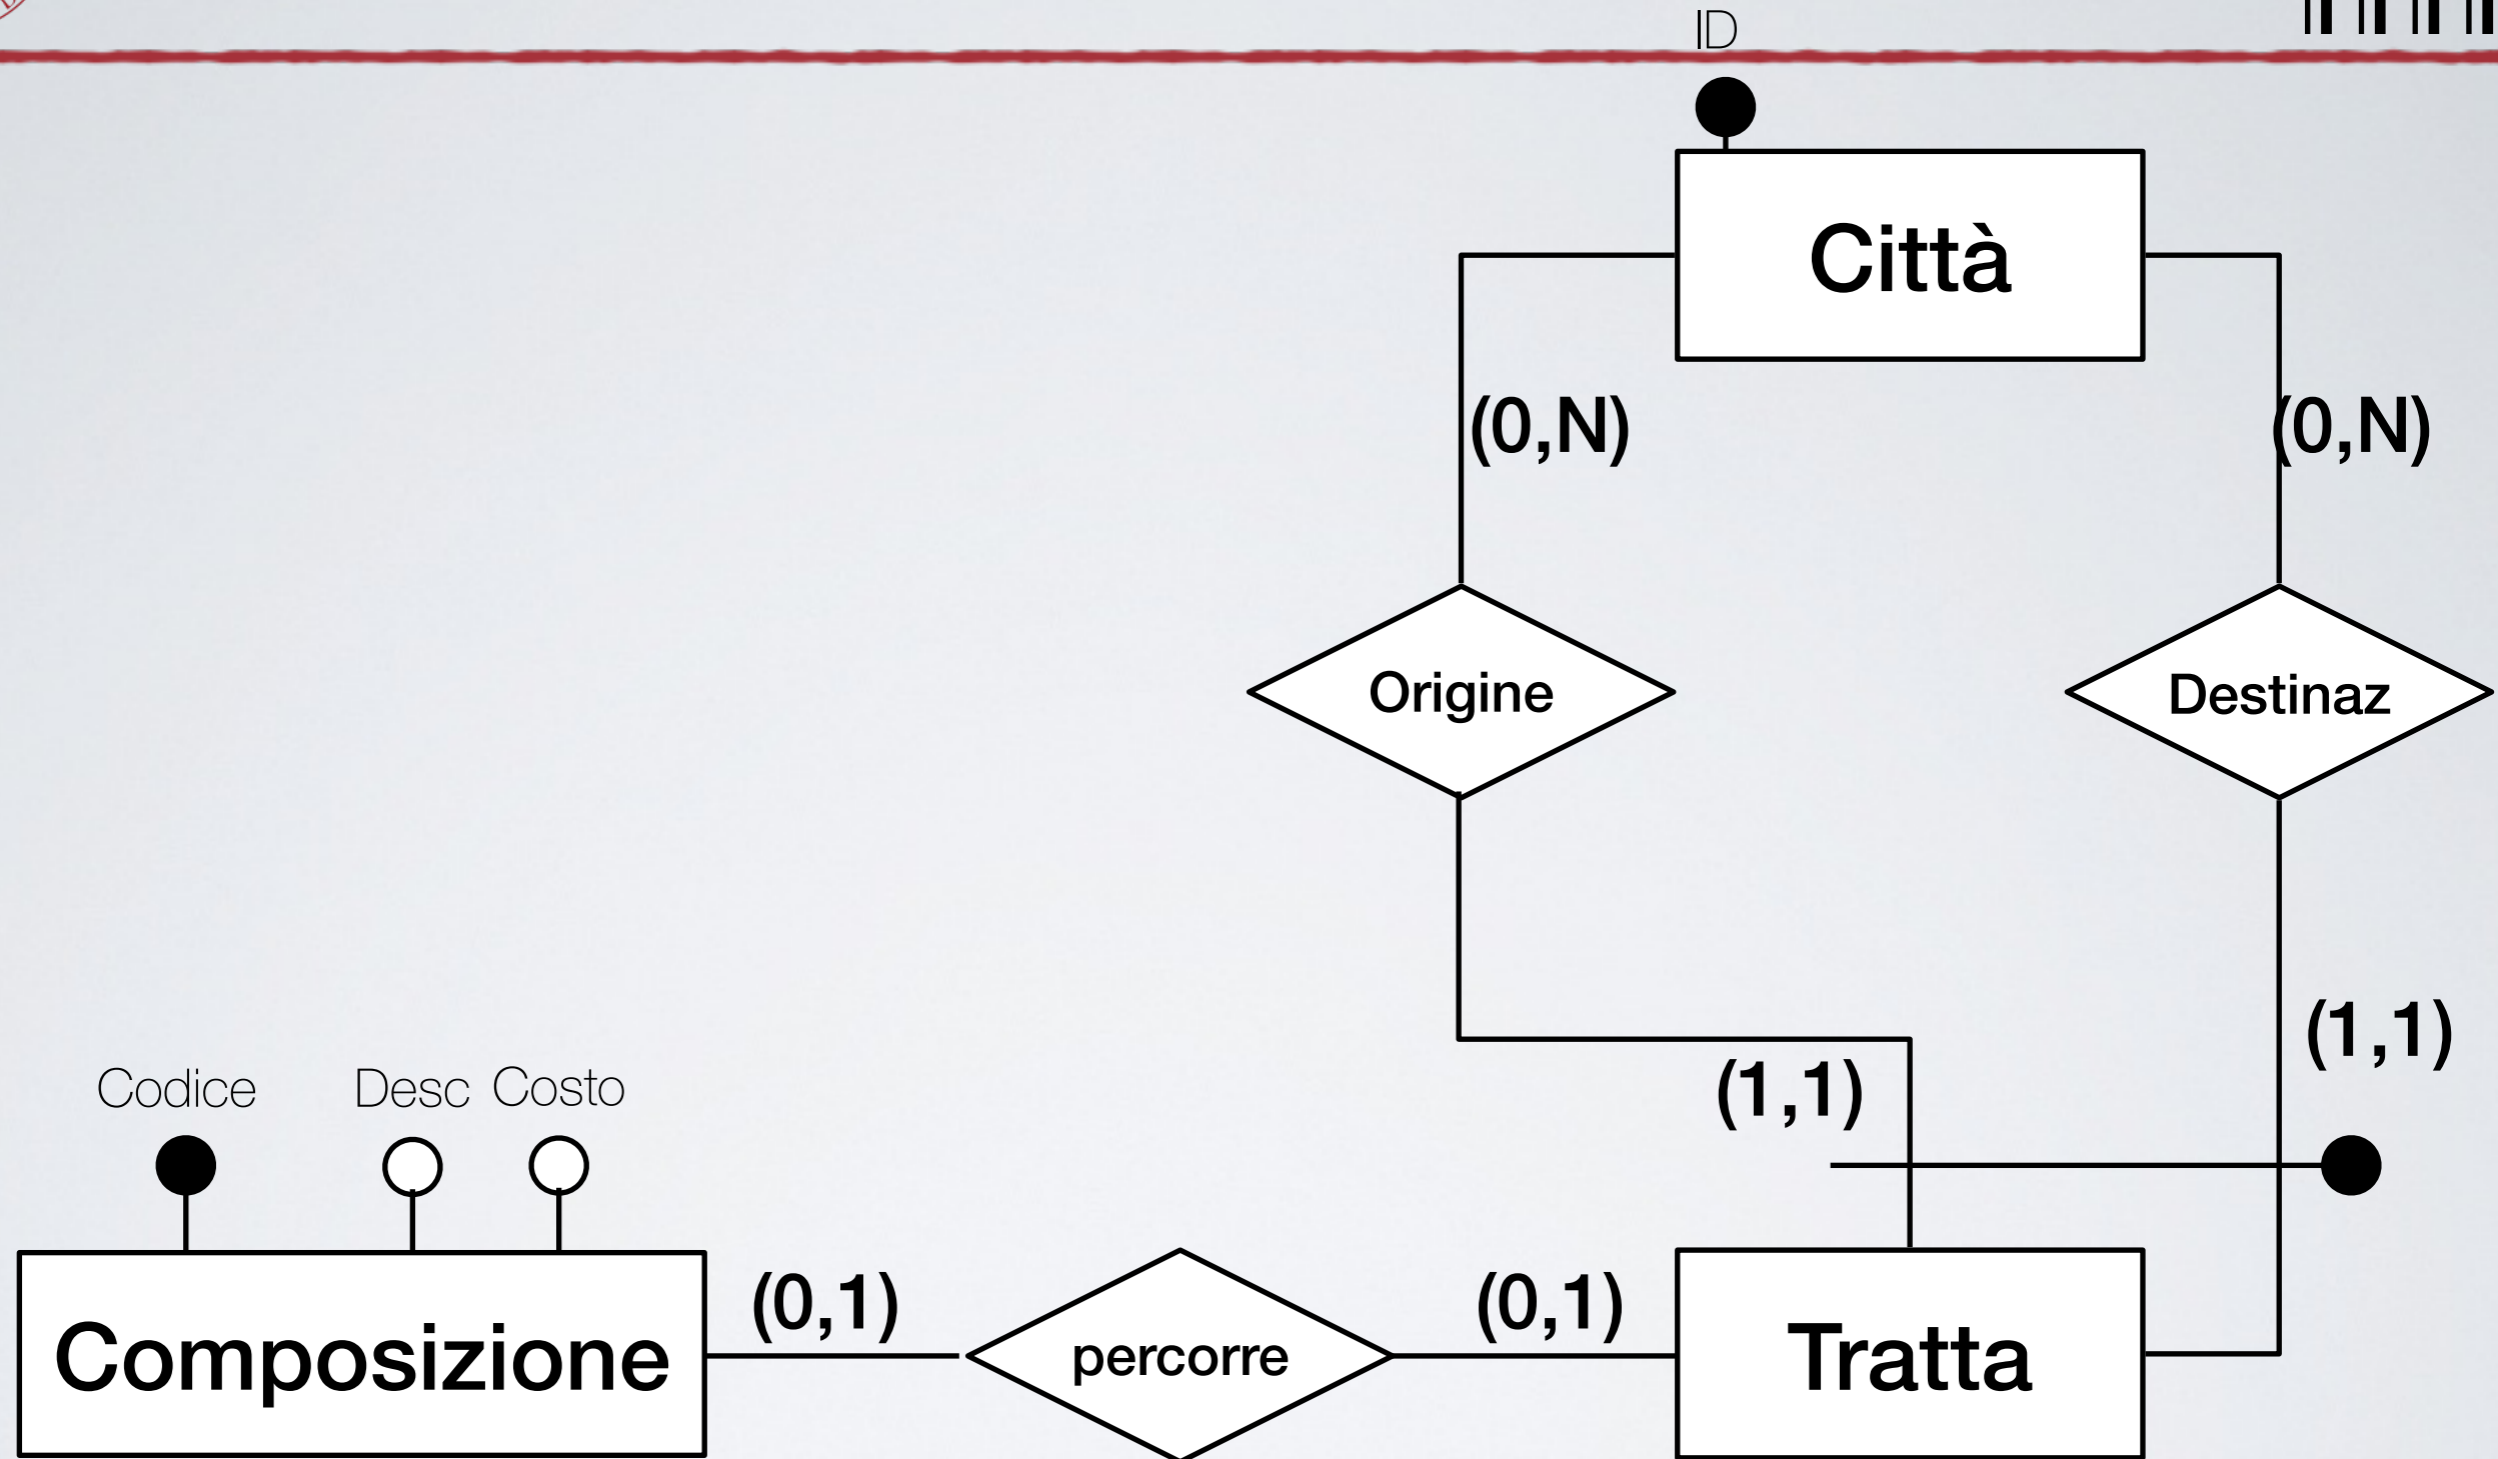 ID
Città
(0,N)
(0,N)
Origine
Destinaz
(1,1)
(1,1)
Codice
Desc
Costo
Composizione
(0,1)
percorre
(0,1)
Tratta